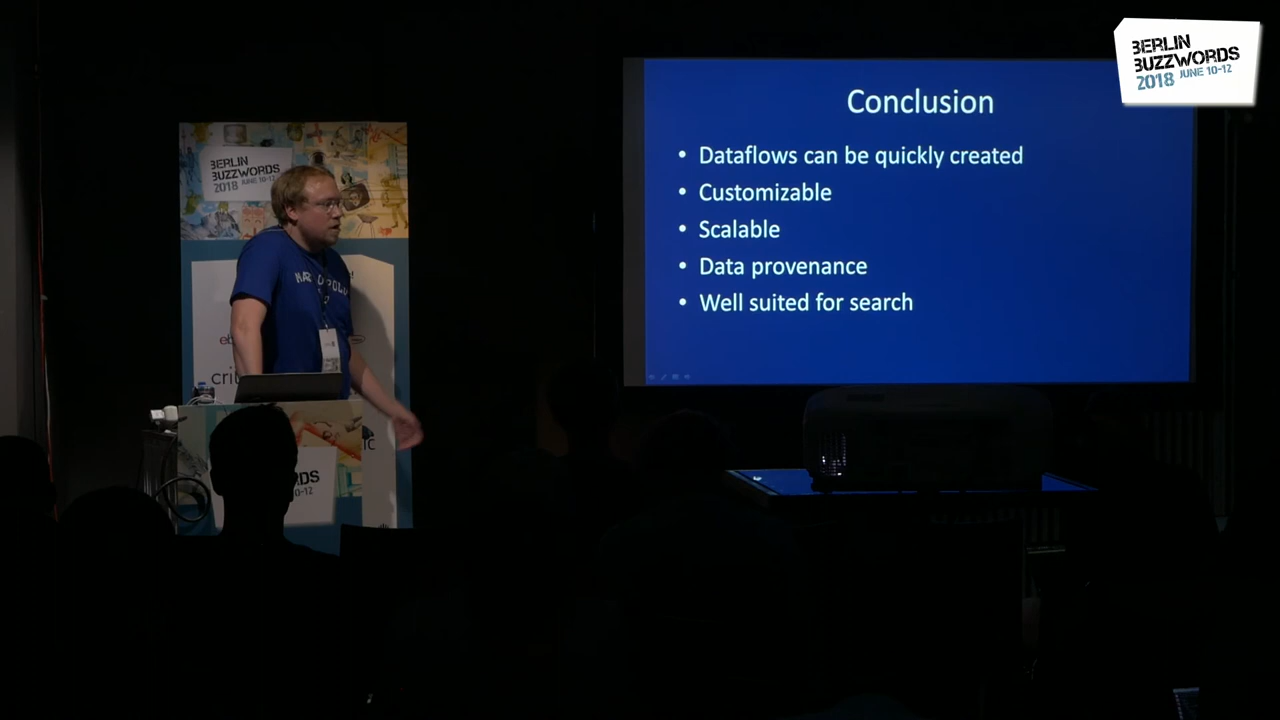 BERLIN
BUZZWORDS
2018 JUNE 10-12
Conclusion
• Dataflows can be quickly created
• Customizable
• Scalable
• Data provenance
• Well suited for search
BERLIN
BUZZWORDS
2018 JUNE 10-12